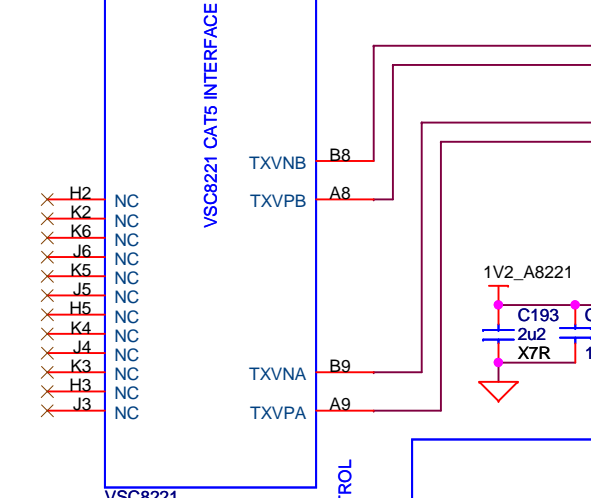 VSC8221 CAT5 INTERFACE
TXVNB B8
TXVPB A8
H2 NC
K2 NC
K6 NC
J6 NC
K5 NC
J5 NC
H5 NC
K4 NC
J4 NC
K3 NC
H3 NC
J3 NC
TXVNA B9
TXVPA A9
1V2_A8221
C193
2u2
X7R
VSC8221